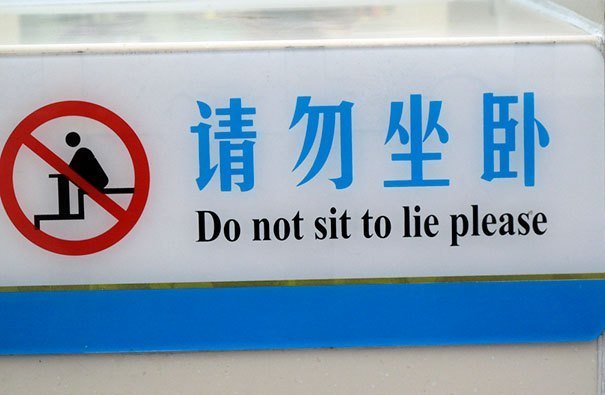 请勿坐卧
Do not sit to lie please